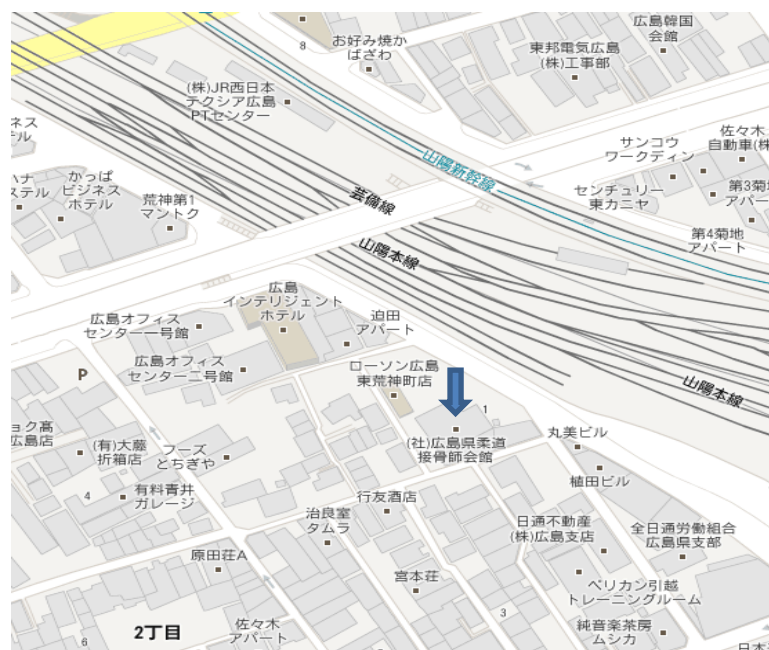 広島韓国
会館
8
お好み焼か
ばざわ
東邦電気広島
(株)工事部
(株)JR西日本
テクシア広島
PTセンター
ネス
テル
サンコウ
ワークディン
佐々木
自動車(株
山陽新幹線
かっぱ
ビジネス
ホテル
ハナ
ステル
荒神第1
マントク
芸備線
センチュリー
東カニヤ
第3菊地
アパー
第4菊地
アパート
山陽本線
広島
インテリジェント
ホテル
広島オフィス
センター一号館
迫田
アパート
広島オフィス
センター二号館
P
ローソン広島
東荒神町店
山陽本線
1
(社)広島県柔道
接骨師会館
丸美ビル
ョク髙
広島店
(有)大藤
折箱店
フーズ
とちぎや
植田ビル
4
有料青井
ガレージ
行友酒店
治良室
タムラ
日通不動産
(株)広島支店
全日通労働組合
広島県支部
原田荘A
宮本荘
ペリカン引越
トレーニングルーム
3
2丁目
6
佐々木
アパート
純音楽茶房
ムシカ
日本